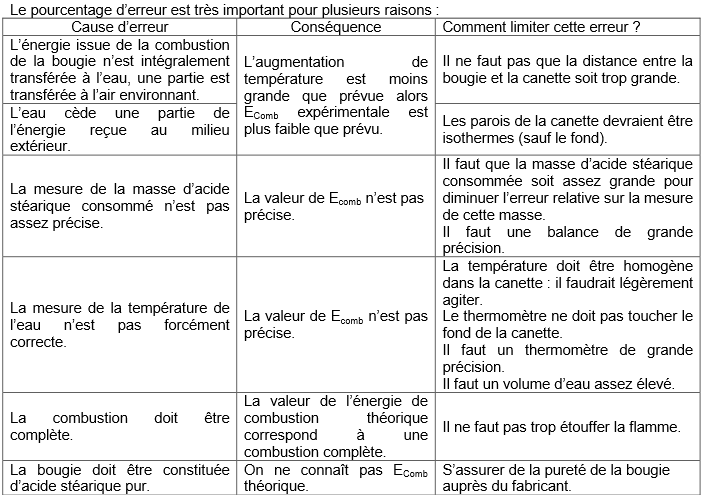 Le pourcentage d'erreur est très important pour plusieurs raisons :
Cause d'erreur
Conséquence
Comment limiter cette erreur ?
L'énergie issue de la combustion
de la bougie n'est intégralement
transférée à l'eau, une partie est
transférée à l'air environnant.
L'augmentation de
température est moins
grande que prévue alors
EComb expérimentale est
plus faible que prévu.
Il ne faut pas que la distance entre la
bougie et la canette soit trop grande.
L'eau cède une partie de
l'énergie reçue au milieu
extérieur.
Les parois de la canette devraient être
isothermes (sauf le fond).
La mesure de la masse d'acide
stéarique consommé n'est pas
assez précise.
La valeur de Ecomb n'est pas
précise.
Il faut que la masse d'acide stéarique
consommée soit assez grande pour
diminuer l'erreur relative sur la mesure
de cette masse.
Il faut une balance de grande
précision.
La mesure de la température de
l'eau n'est pas forcément
correcte.
La valeur de Ecomb n'est pas
précise.
La température doit être homogène
dans la canette : il faudrait légèrement
agiter.
Le thermomètre ne doit pas toucher le
fond de la canette.
Il faut un thermomètre de grande
précision.
Il faut un volume d'eau assez élevé.
La combustion doit être
complète.
La valeur de l'énergie de
combustion théorique
correspond à une
combustion complète.
Il ne faut pas trop étouffer la flamme.
La bougie doit être constituée
d'acide stéarique pur.
On ne connaît pas EComb
théorique.
S'assurer de la pureté de la bougie
auprès du fabricant.